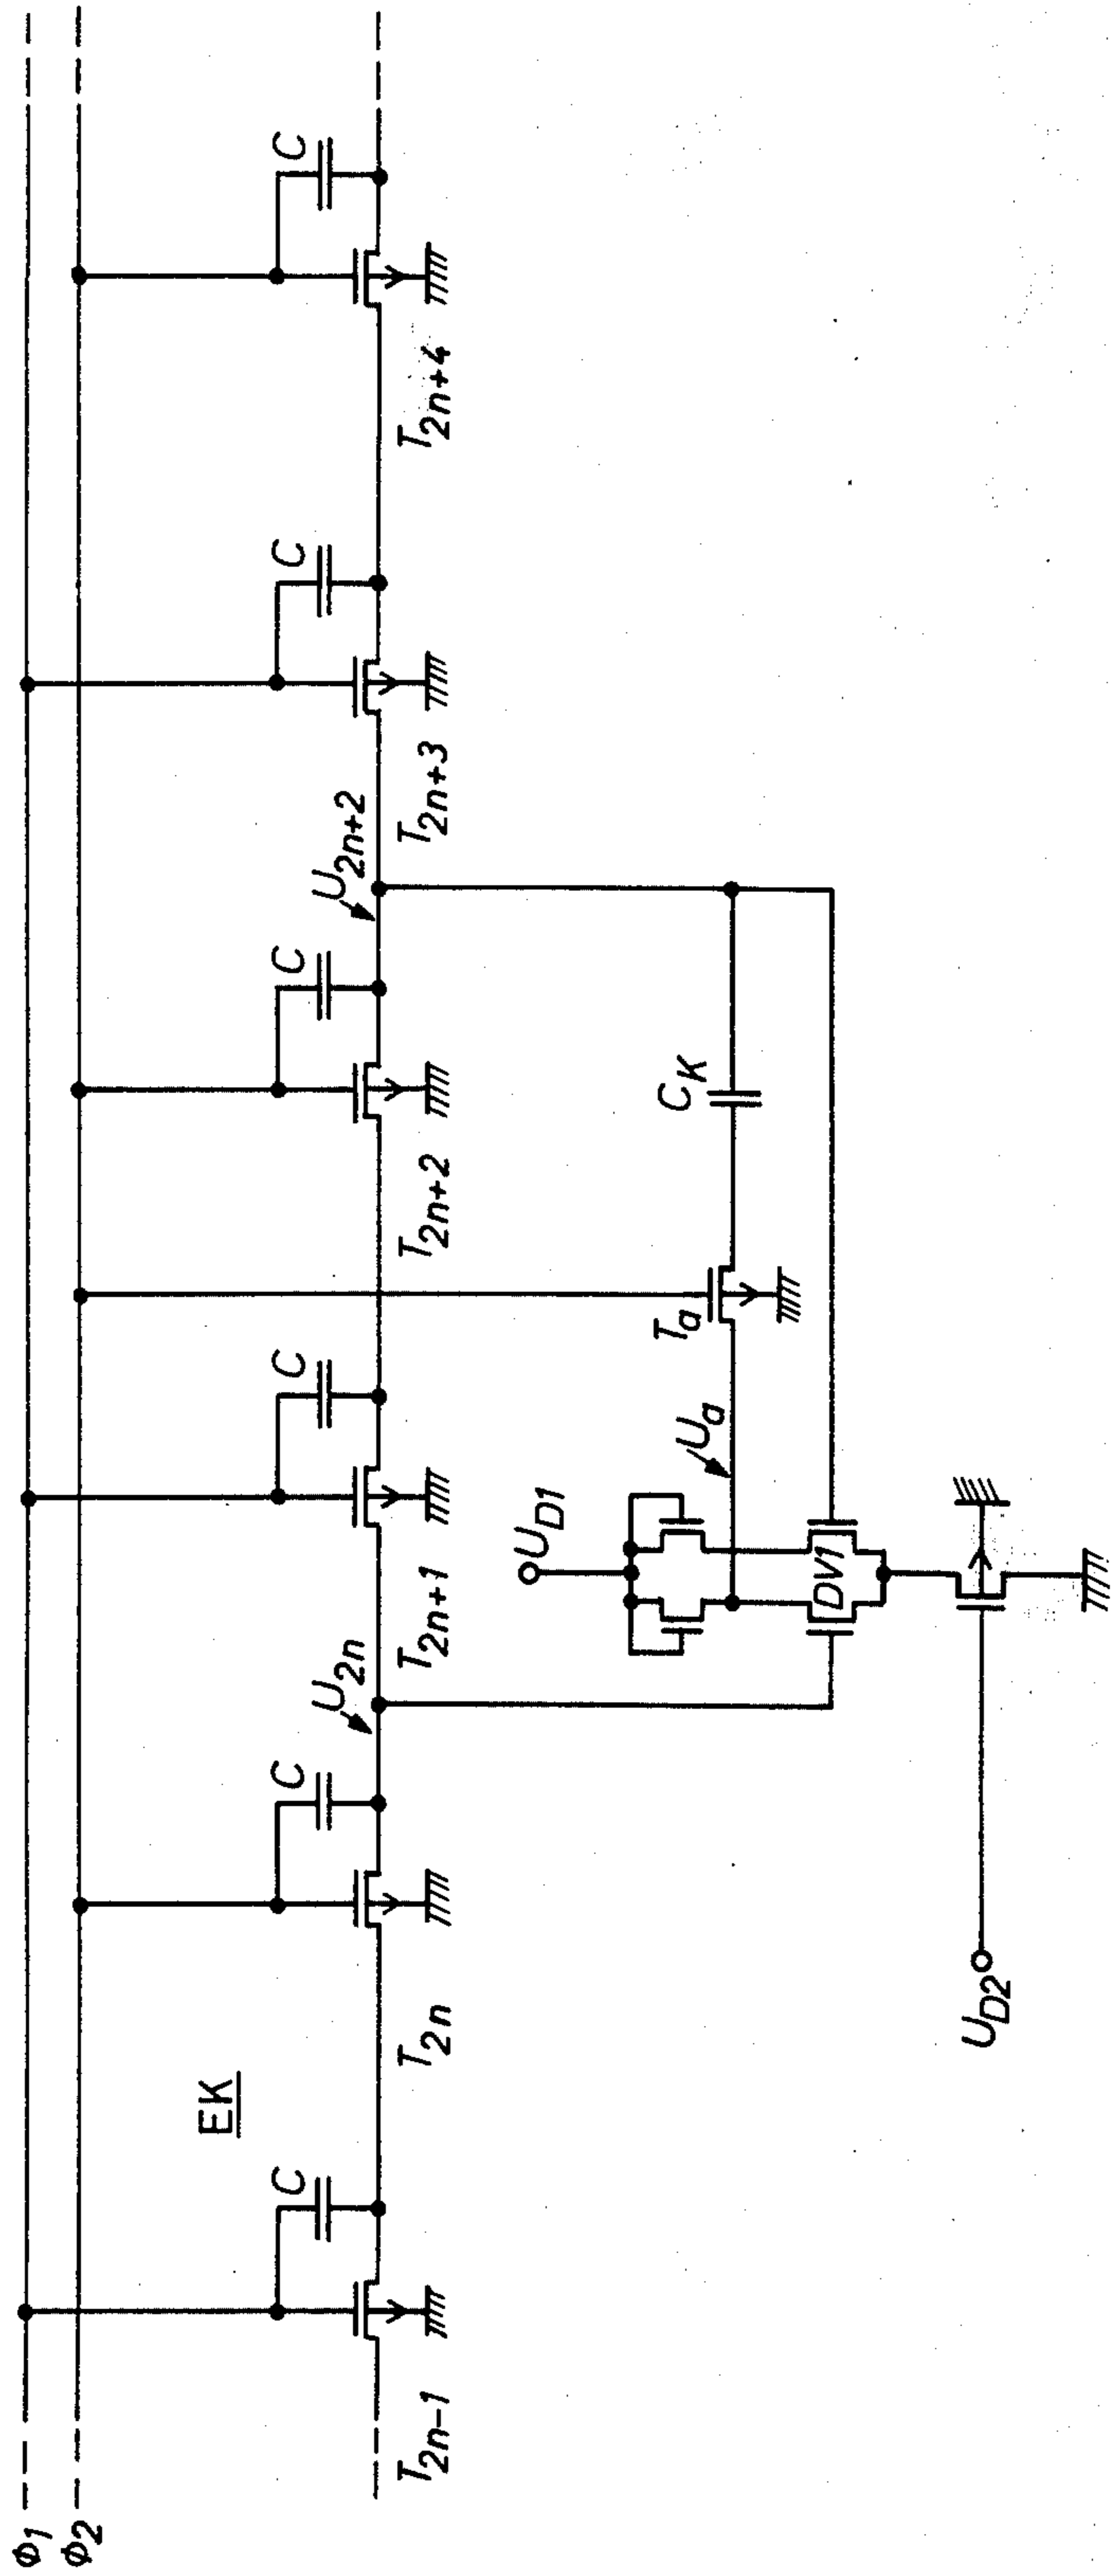 Φ1
Φ2
EK
C
C
C
C
C
C
T2n-1
T2n
U2n
T2n+1
T2n+2
U2n+2
T2n+3
T2n+4
UD1
Ua
Ta
CK
DV1
UD2